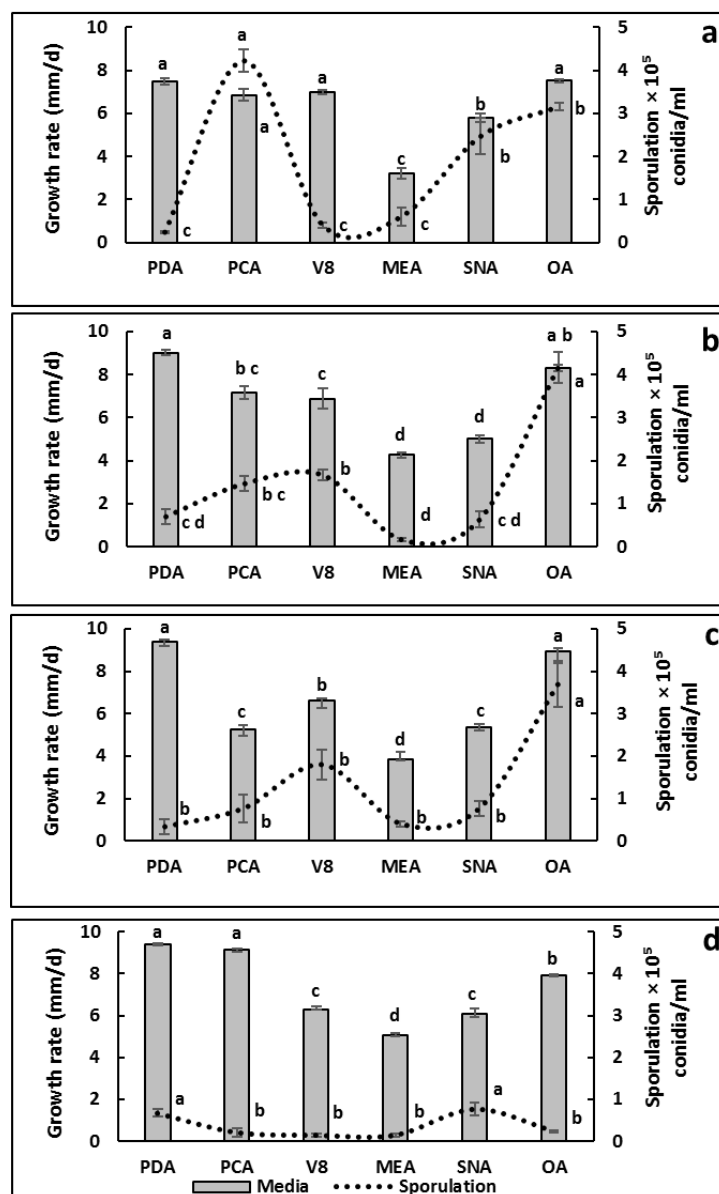 a
Growth rate (mm/d)
Sporulation × 10⁵
conidia/ml
10
8
6
4
2
0
5
4
3
2
1
0
a
a
a
c
b
a
c
a
c
c
b
b
PDA PCA V8 MEA SNA OA
b
Growth rate (mm/d)
Sporulation × 10⁵
conidia/ml
10
8
6
4
2
0
5
4
3
2
1
0
a
b c
c
d
d
a b
c d
b c
b
d
c d
a
PDA PCA V8 MEA SNA OA
c
Growth rate (mm/d)
Sporulation × 10⁵
conidia/ml
10
8
6
4
2
0
5
4
3
2
1
0
a
c
b
d
c
a
b
b
b
b
b
a
PDA PCA V8 MEA SNA OA
d
Growth rate (mm/d)
Sporulation × 10⁵
conidia/ml
10
8
6
4
2
0
5
4
3
2
1
0
a
a
c
d
c
b
a
b
b
b
a
b
PDA PCA V8 MEA SNA OA
Media Sporulation